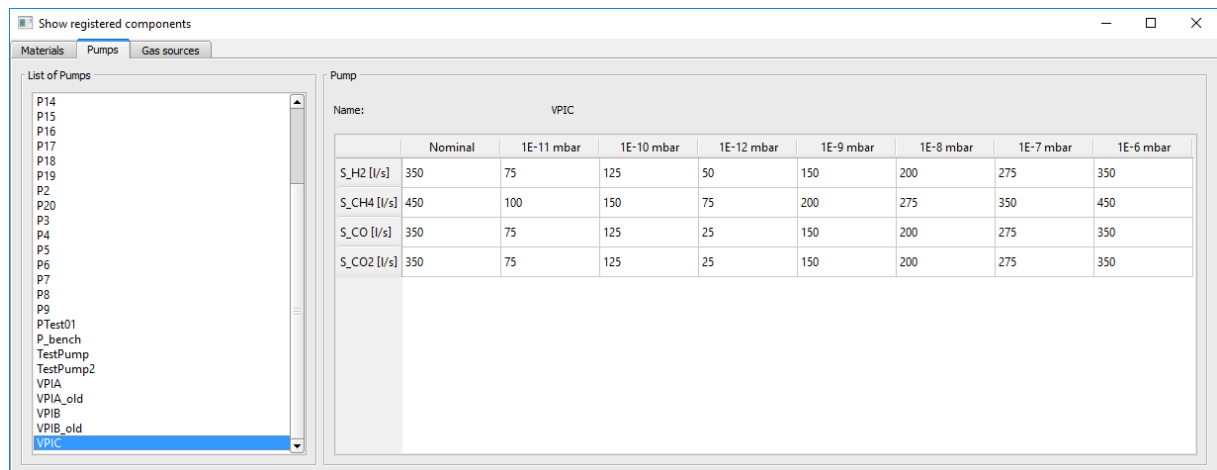 Show registered components
Materials Pumps Gas sources
List of Pumps
P14
P15
P16
P17
P18
P19
P2
P20
P3
P4
P5
P6
P7
P8
P9
PTest01
P_bench
TestPump
TestPump2
VPIA
VPIA_old
VPIB
VPIB_old
VPIC
Pump
Name: VPIC
Nominal 1E-11 mbar 1E-10 mbar 1E-12 mbar 1E-9 mbar 1E-8 mbar 1E-7 mbar 1E-6 mbar
S_H2 [l/s] 350 75 125 50 150 200 275 350
S_CH4 [l/s] 450 100 150 75 200 275 350 450
S_CO [l/s] 350 75 125 25 150 200 275 350
S_CO2 [l/s] 350 75 125 25 150 200 275 350